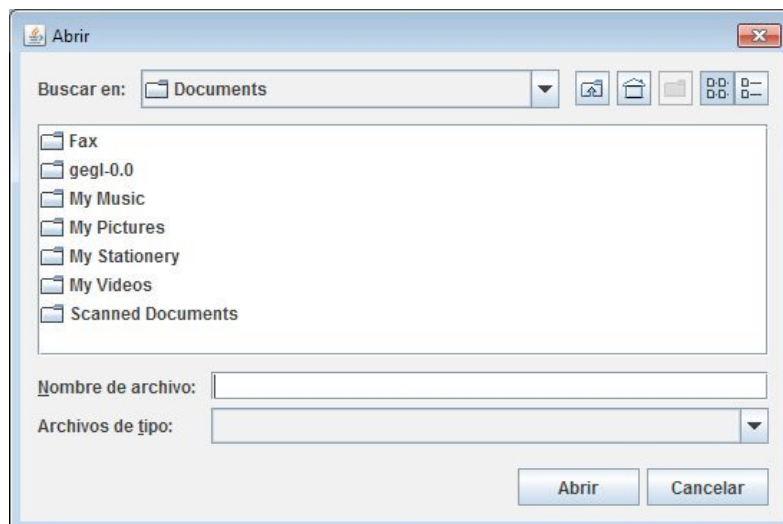 Abrir
Buscar en: Documents
Fax
gegl-0.0
My Music
My Pictures
My Stationery
My Videos
Scanned Documents
Nombre de archivo:
Archivos de tipo:
Abrir Cancelar